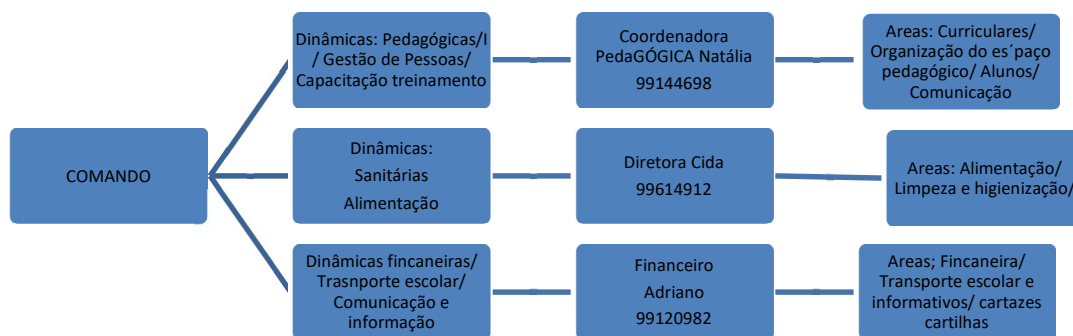 COMANDO
Dinâmicas: Pedagógicas/I
/ Gestão de Pessoas/
Capacitação treinamento
Coordenadora
PedaGÓGICA Natália
99144698
Areas: Curriculares/
Organização do es´paço
pedagógico/ Alunos/
Comunicação
Dinâmicas:
Sanitárias
Alimentação
Diretora Cida
99614912
Areas: Alimentação/
Limpeza e higienização/
Dinâmicas fincaneiras/
Trasnporte escolar/
Comunicação e
informação
Financeiro
Adriano
99120982
Areas; Fincaneira/
Transporte escolar e
informativos/ cartazes
cartilhas